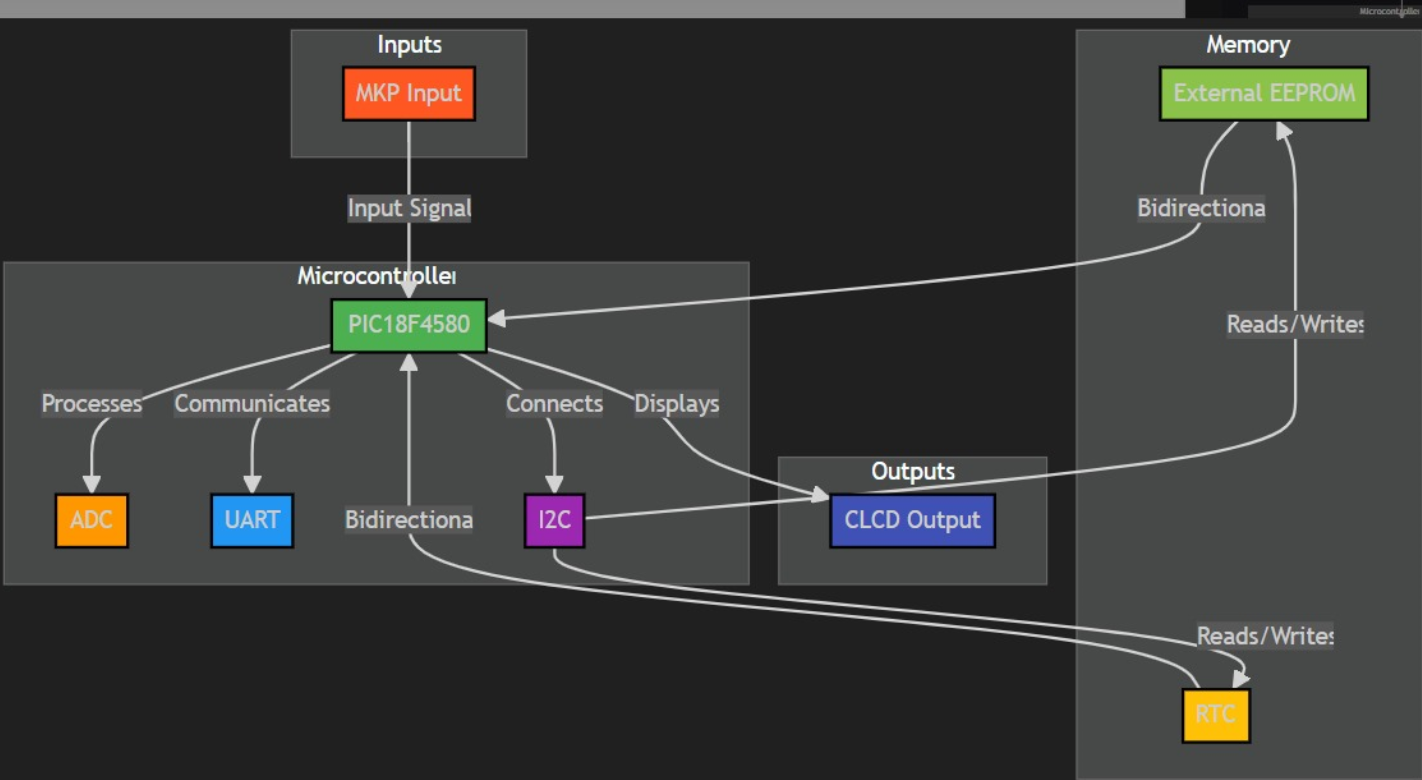 Microcontroller
Inputs
Memory
MKP Input
External EEPROM
Input Signal
Bidirectiona
Microcontroller
PIC18F4580
Reads/Writes
Processes
Communicates
Connects
Displays
Outputs
ADC
UART
Bidirectiona
I2C
CLCD Output
Reads/Writes
RTC